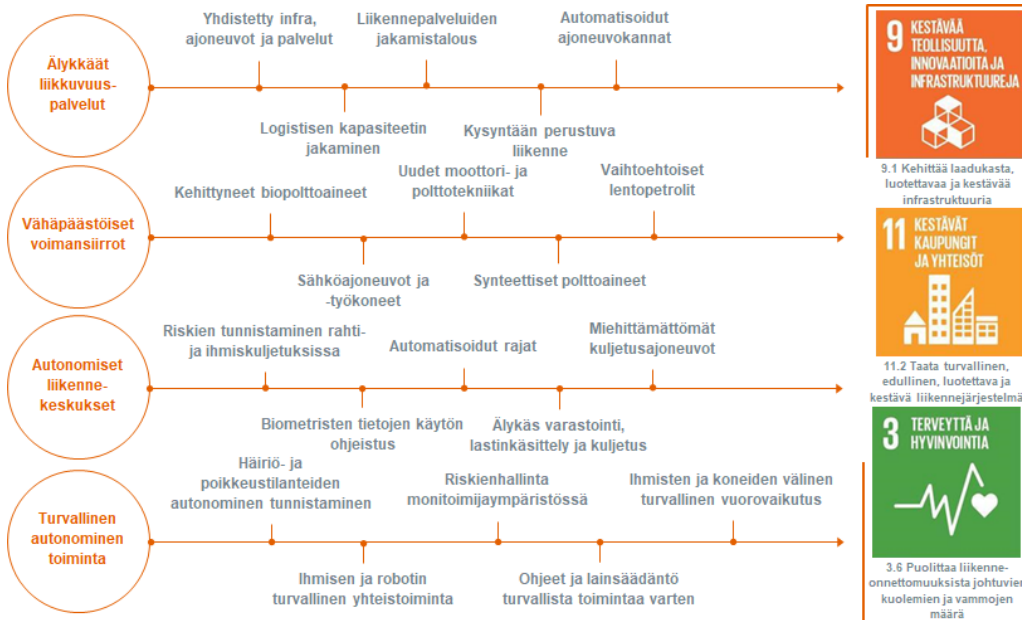 Älykkäät
liikkuvuus-
palvelut
Yhdistetty infra,
ajoneuvot ja palvelut
Liikennepalveluiden
jakamistalous
Automatisoidut
ajoneuvokannat
Logistisen kapasiteetin
jakaminen
Kysyntään perustuva
liikenne
Vähäpäästöiset
voimansiirrot
Kehittyneet biopolttoaineet
Uudet moottori- ja
polttotekniikat
Vaihtoehtoiset
lentopetrolit
Sähköajoneuvot ja
-työkoneet
Synteettiset polttoaineet
Autonomiset
liikenne-
keskukset
Riskien tunnistaminen rahti-
ja ihmiskuljetuksissa
Automatisoidut rajat
Miehittämättömät
kuljetusajoneuvot
Biometristen tietojen käytön
ohjeistus
Älykäs varastointi,
lastinkäsittely ja kuljetus
Turvallinen
autonominen
toiminta
Häiriö- ja
poikkeustilanteiden
autonominen tunnistaminen
Riskienhallinta
monitoimijaympäristössä
Ihmisten ja koneiden välinen
turvallinen vuorovaikutus
Ihmisen ja robotin
turvallinen yhteistoiminta
Ohjeet ja lainsäädäntö
turvallista toimintaa varten
9 KESTÄVÄÄ
TEOLLISUUTTA,
INNOVAATIOITA JA
INFRASTRUKTUUREJA
9.1 Kehittää laadukasta,
luotettavaa ja kestävää
infrastruktuuria
11 KESTÄVÄT
KAUPUNGIT
JA YHTEISÖT
11.2 Taata turvallinen,
edullinen, luotettava ja
kestävä liikennejärjestelmä
3 TERVEYTTÄ JA
HYVINVOINTIA
3.6 Puolittaa liikenne-
onnettomuuksista johtuvien
kuolemien ja vammojen
määrä